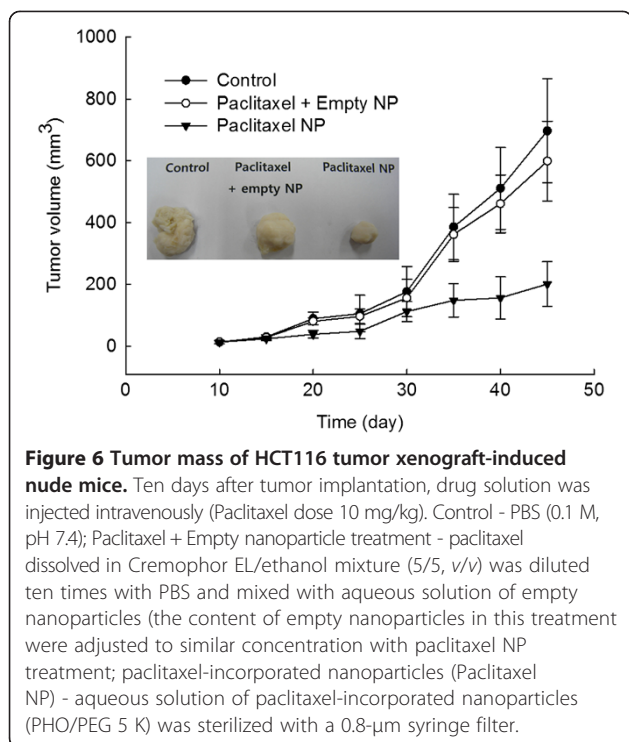 1000
800
600
400
200
0
Tumor volume (mm³)
Control
Paclitaxel + Empty NP
Paclitaxel NP
Control Paclitaxel Paclitaxel NP
+ empty NP
0 10 20 30 40 50
Time (day)
Figure 6 Tumor mass of HCT116 tumor xenograft-induced
nude mice. Ten days after tumor implantation, drug solution was
injected intravenously (Paclitaxel dose 10 mg/kg). Control - PBS (0.1 M,
pH 7.4); Paclitaxel + Empty nanoparticle treatment - paclitaxel
dissolved in Cremophor EL/ethanol mixture (5/5, v/v) was diluted
ten times with PBS and mixed with aqueous solution of empty
nanoparticles (the content of empty nanoparticles in this treatment
were adjusted to similar concentration with paclitaxel NP
treatment; paclitaxel-incorporated nanoparticles (Paclitaxel
NP) - aqueous solution of paclitaxel-incorporated nanoparticles
(PHO/PEG 5 K) was sterilized with a 0.8-μm syringe filter.